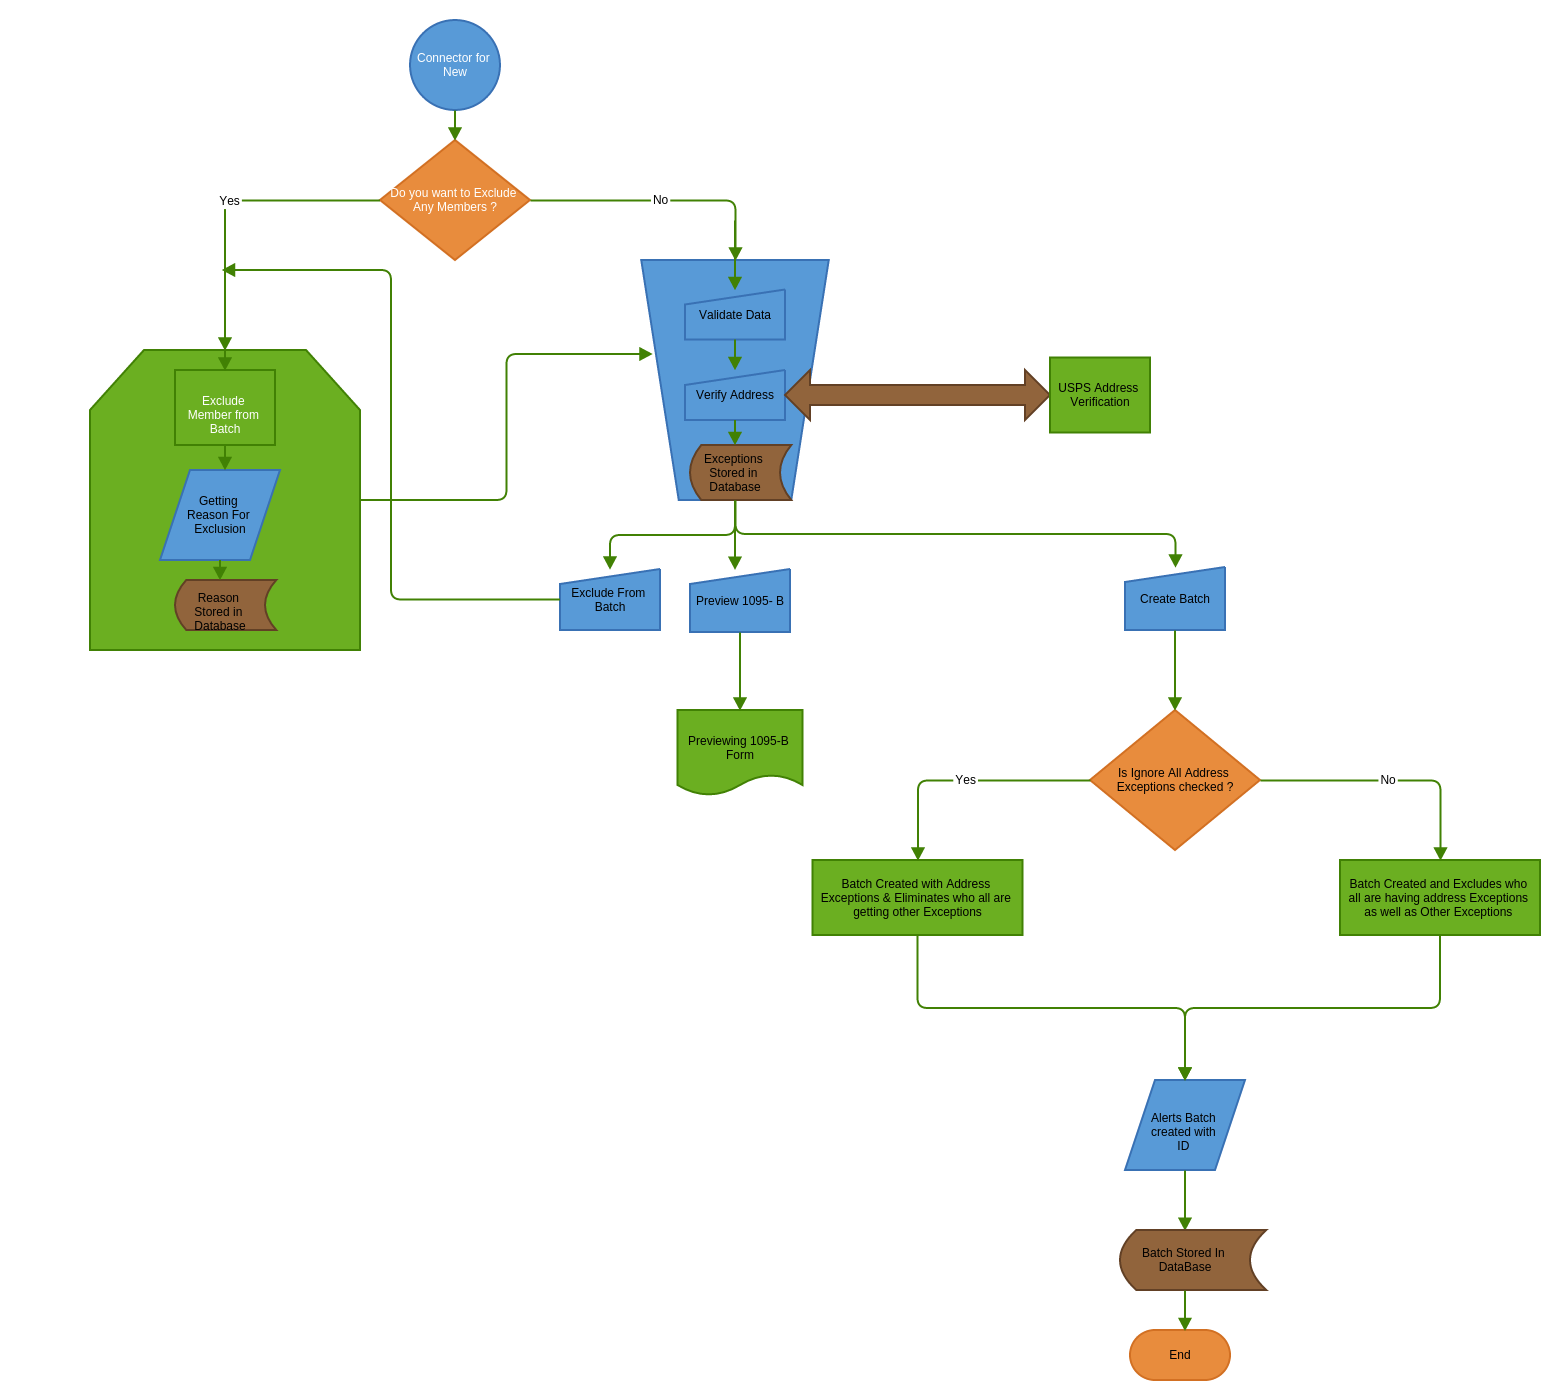 Connector for
New
Do you want to Exclude
Any Members ?
Yes
No
Validate Data
Verify Address
USPS Address
Verification
Exceptions
Stored in
Database
Exclude
Member from
Batch
Getting
Reason For
Exclusion
Reason
Stored in
Database
Exclude From
Batch
Preview 1095- B
Create Batch
Previewing 1095-B
Form
Is Ignore All Address
Exceptions checked ?
Yes
No
Batch Created with Address
Exceptions & Eliminates who all are
getting other Exceptions
Batch Created and Excludes who
all are having address Exceptions
as well as Other Exceptions
Alerts Batch
created with
ID
Batch Stored In
DataBase
End